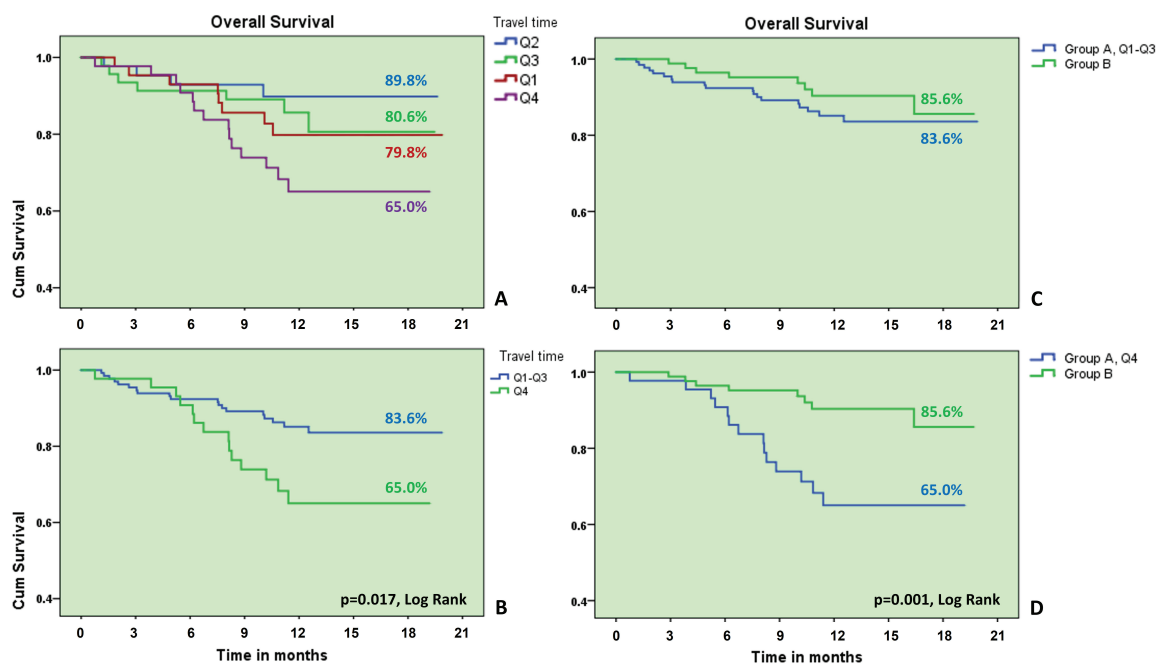 Overall Survival
Travel time
Q2
Q3
Q1
Q4
1.0
0.8
0.6
0.4
Cum Survival
89.8%
80.6%
79.8%
65.0%
A
0 3 6 9 12 15 18 21
Overall Survival
Group A, Q1-Q3
Group B
1.0
0.8
0.6
0.4
85.6%
83.6%
C
0 3 6 9 12 15 18 21
Travel time
Q1-Q3
Q4
1.0
0.8
0.6
0.4
Cum Survival
83.6%
65.0%
p=0.017, Log Rank
B
0 3 6 9 12 15 18 21
Time in months
Group A, Q4
Group B
1.0
0.8
0.6
0.4
85.6%
65.0%
p=0.001, Log Rank
D
0 3 6 9 12 15 18 21
Time in months